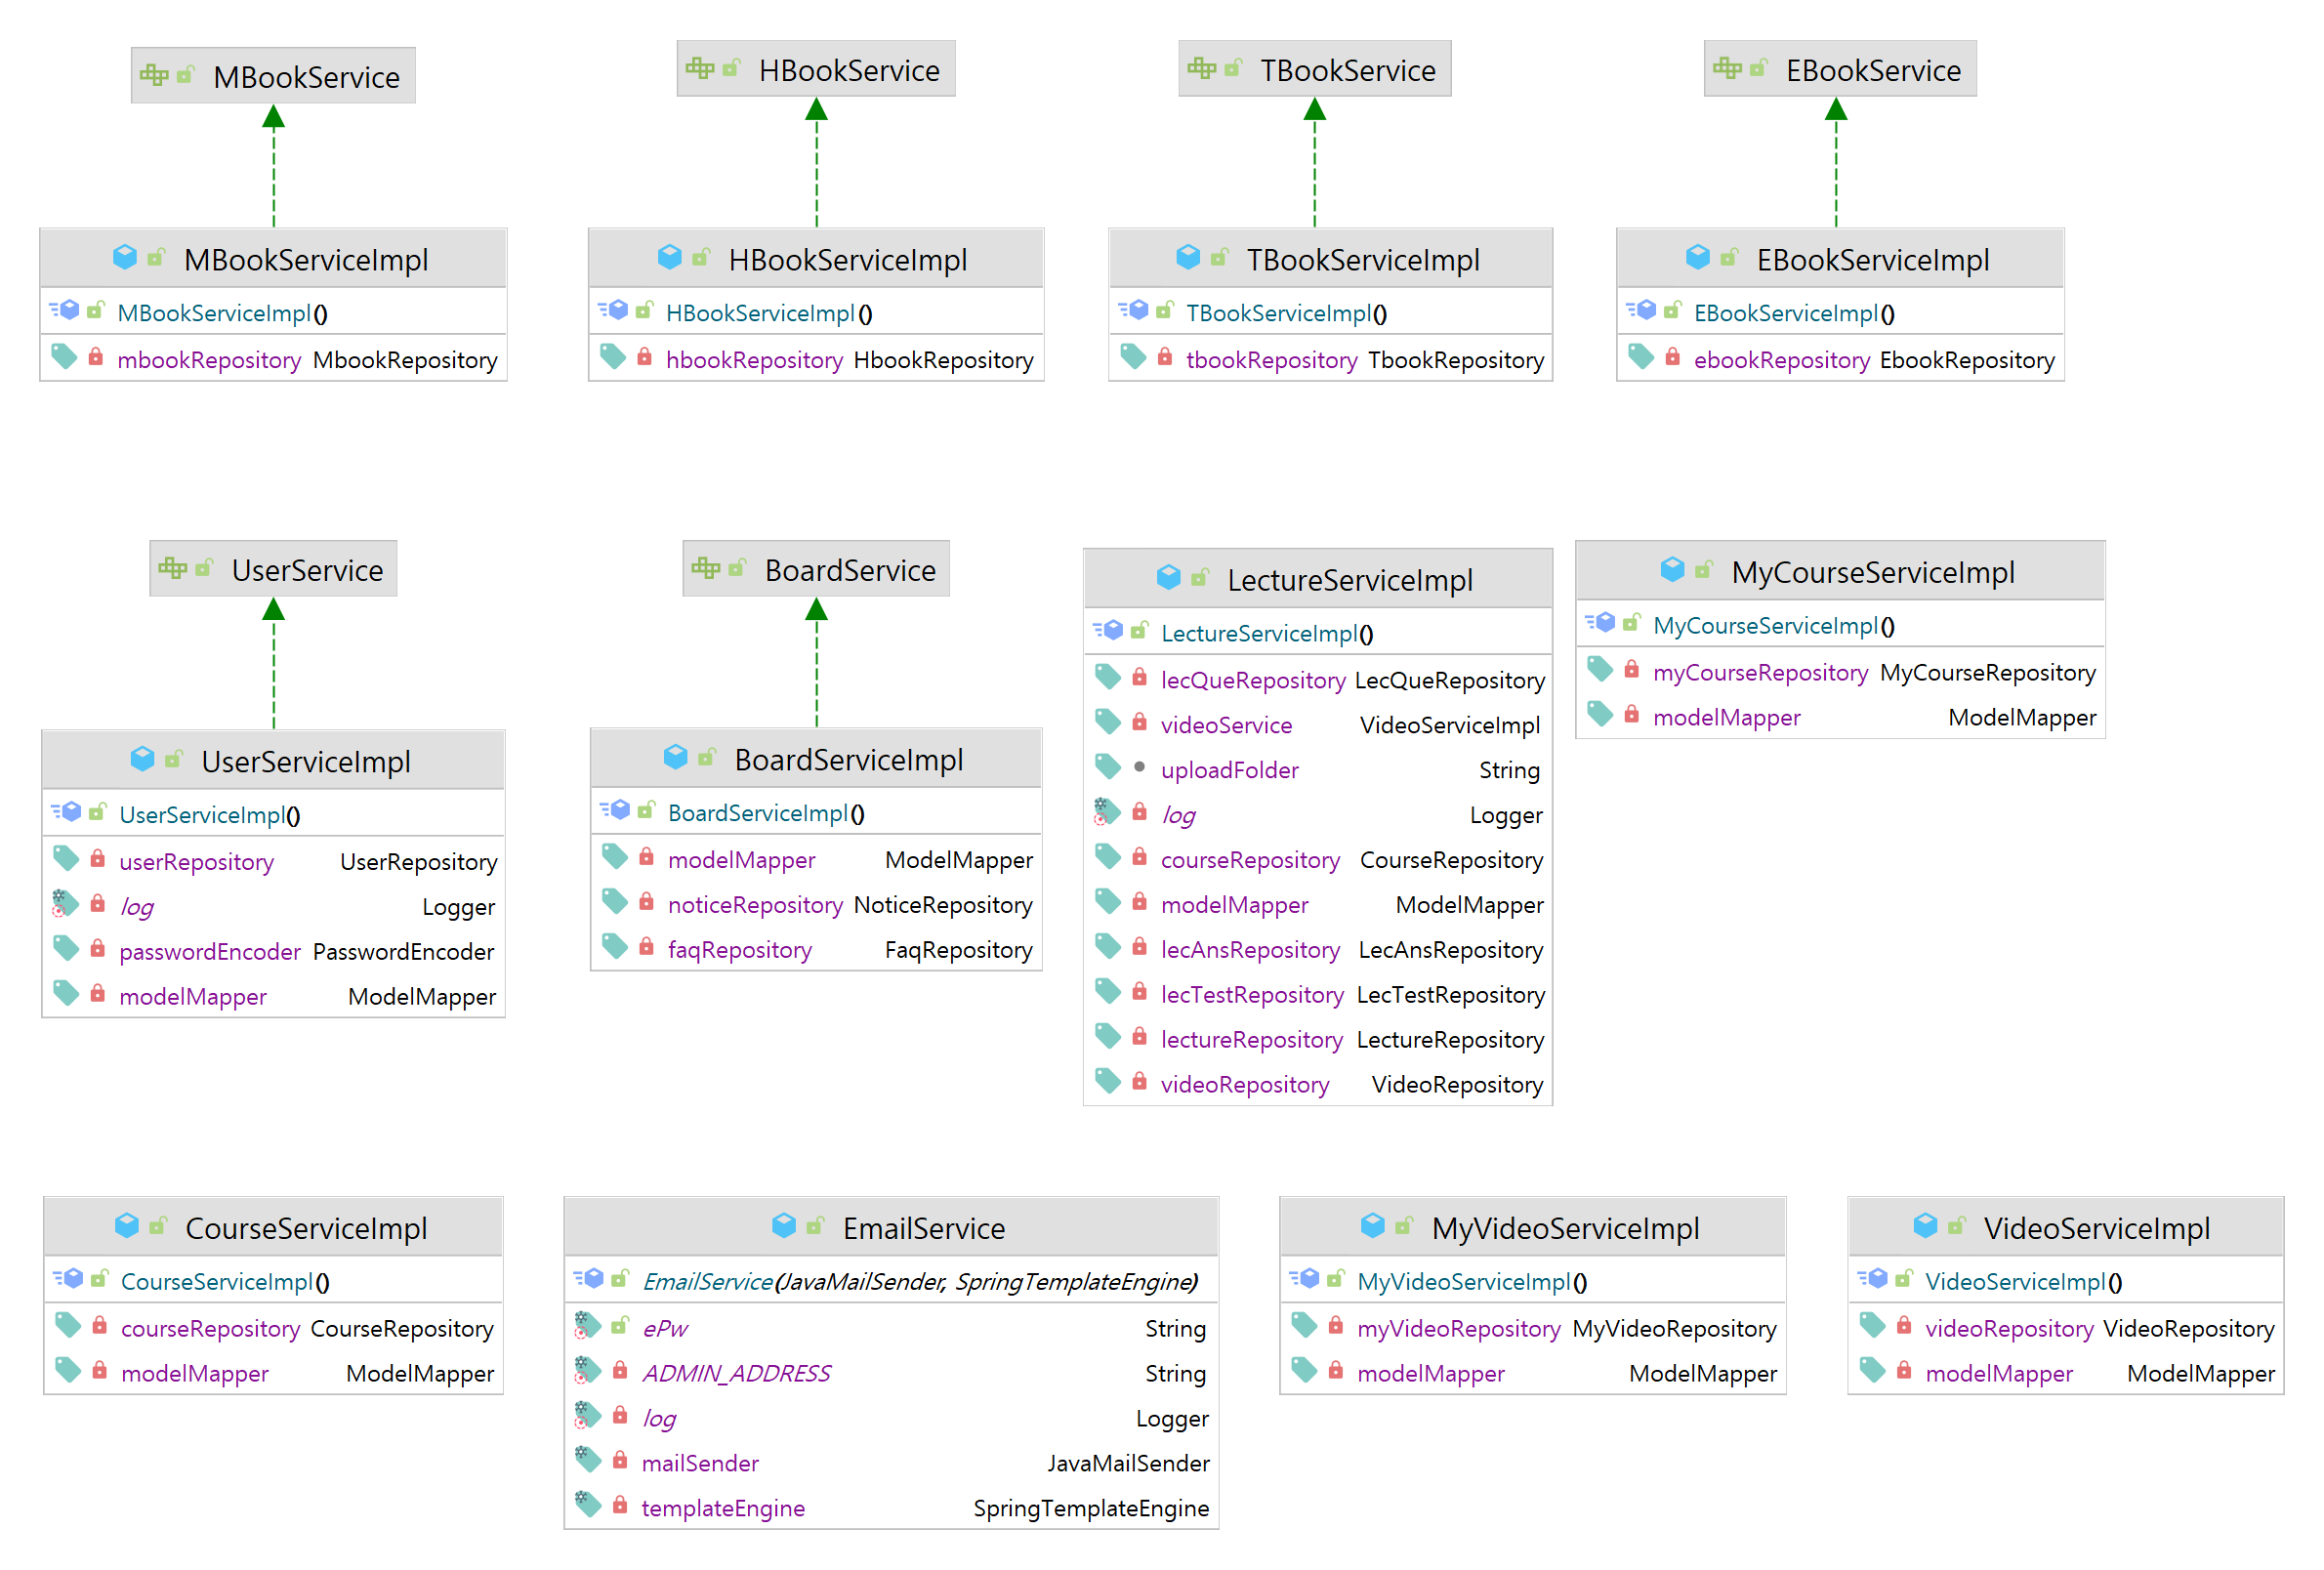 MBookService
MBookServiceImpl
MBookServiceImpl()
mbookRepository MbookRepository
HBookService
HBookServiceImpl
HBookServiceImpl()
hbookRepository HbookRepository
TBookService
TBookServiceImpl
TBookServiceImpl()
tbookRepository TbookRepository
EBookService
EBookServiceImpl
EBookServiceImpl()
ebookRepository EbookRepository
UserService
UserServiceImpl
UserServiceImpl()
userRepository UserRepository
log Logger
passwordEncoder PasswordEncoder
modelMapper ModelMapper
BoardService
BoardServiceImpl
BoardServiceImpl()
modelMapper ModelMapper
noticeRepository NoticeRepository
faqRepository FaqRepository
LectureServiceImpl
LectureServiceImpl()
lecQueRepository LecQueRepository
videoService VideoServiceImpl
uploadFolder String
log Logger
courseRepository CourseRepository
modelMapper ModelMapper
lecAnsRepository LecAnsRepository
lecTestRepository LecTestRepository
lectureRepository LectureRepository
videoRepository VideoRepository
MyCourseServiceImpl
MyCourseServiceImpl()
myCourseRepository MyCourseRepository
modelMapper ModelMapper
CourseServiceImpl
CourseServiceImpl()
courseRepository CourseRepository
modelMapper ModelMapper
EmailService
EmailService(JavaMailSender, SpringTemplateEngine)
ePw String
ADMIN_ADDRESS String
log Logger
mailSender JavaMailSender
templateEngine SpringTemplateEngine
MyVideoServiceImpl
MyVideoServiceImpl()
myVideoRepository MyVideoRepository
modelMapper ModelMapper
VideoServiceImpl
VideoServiceImpl()
videoRepository VideoRepository
modelMapper ModelMapper